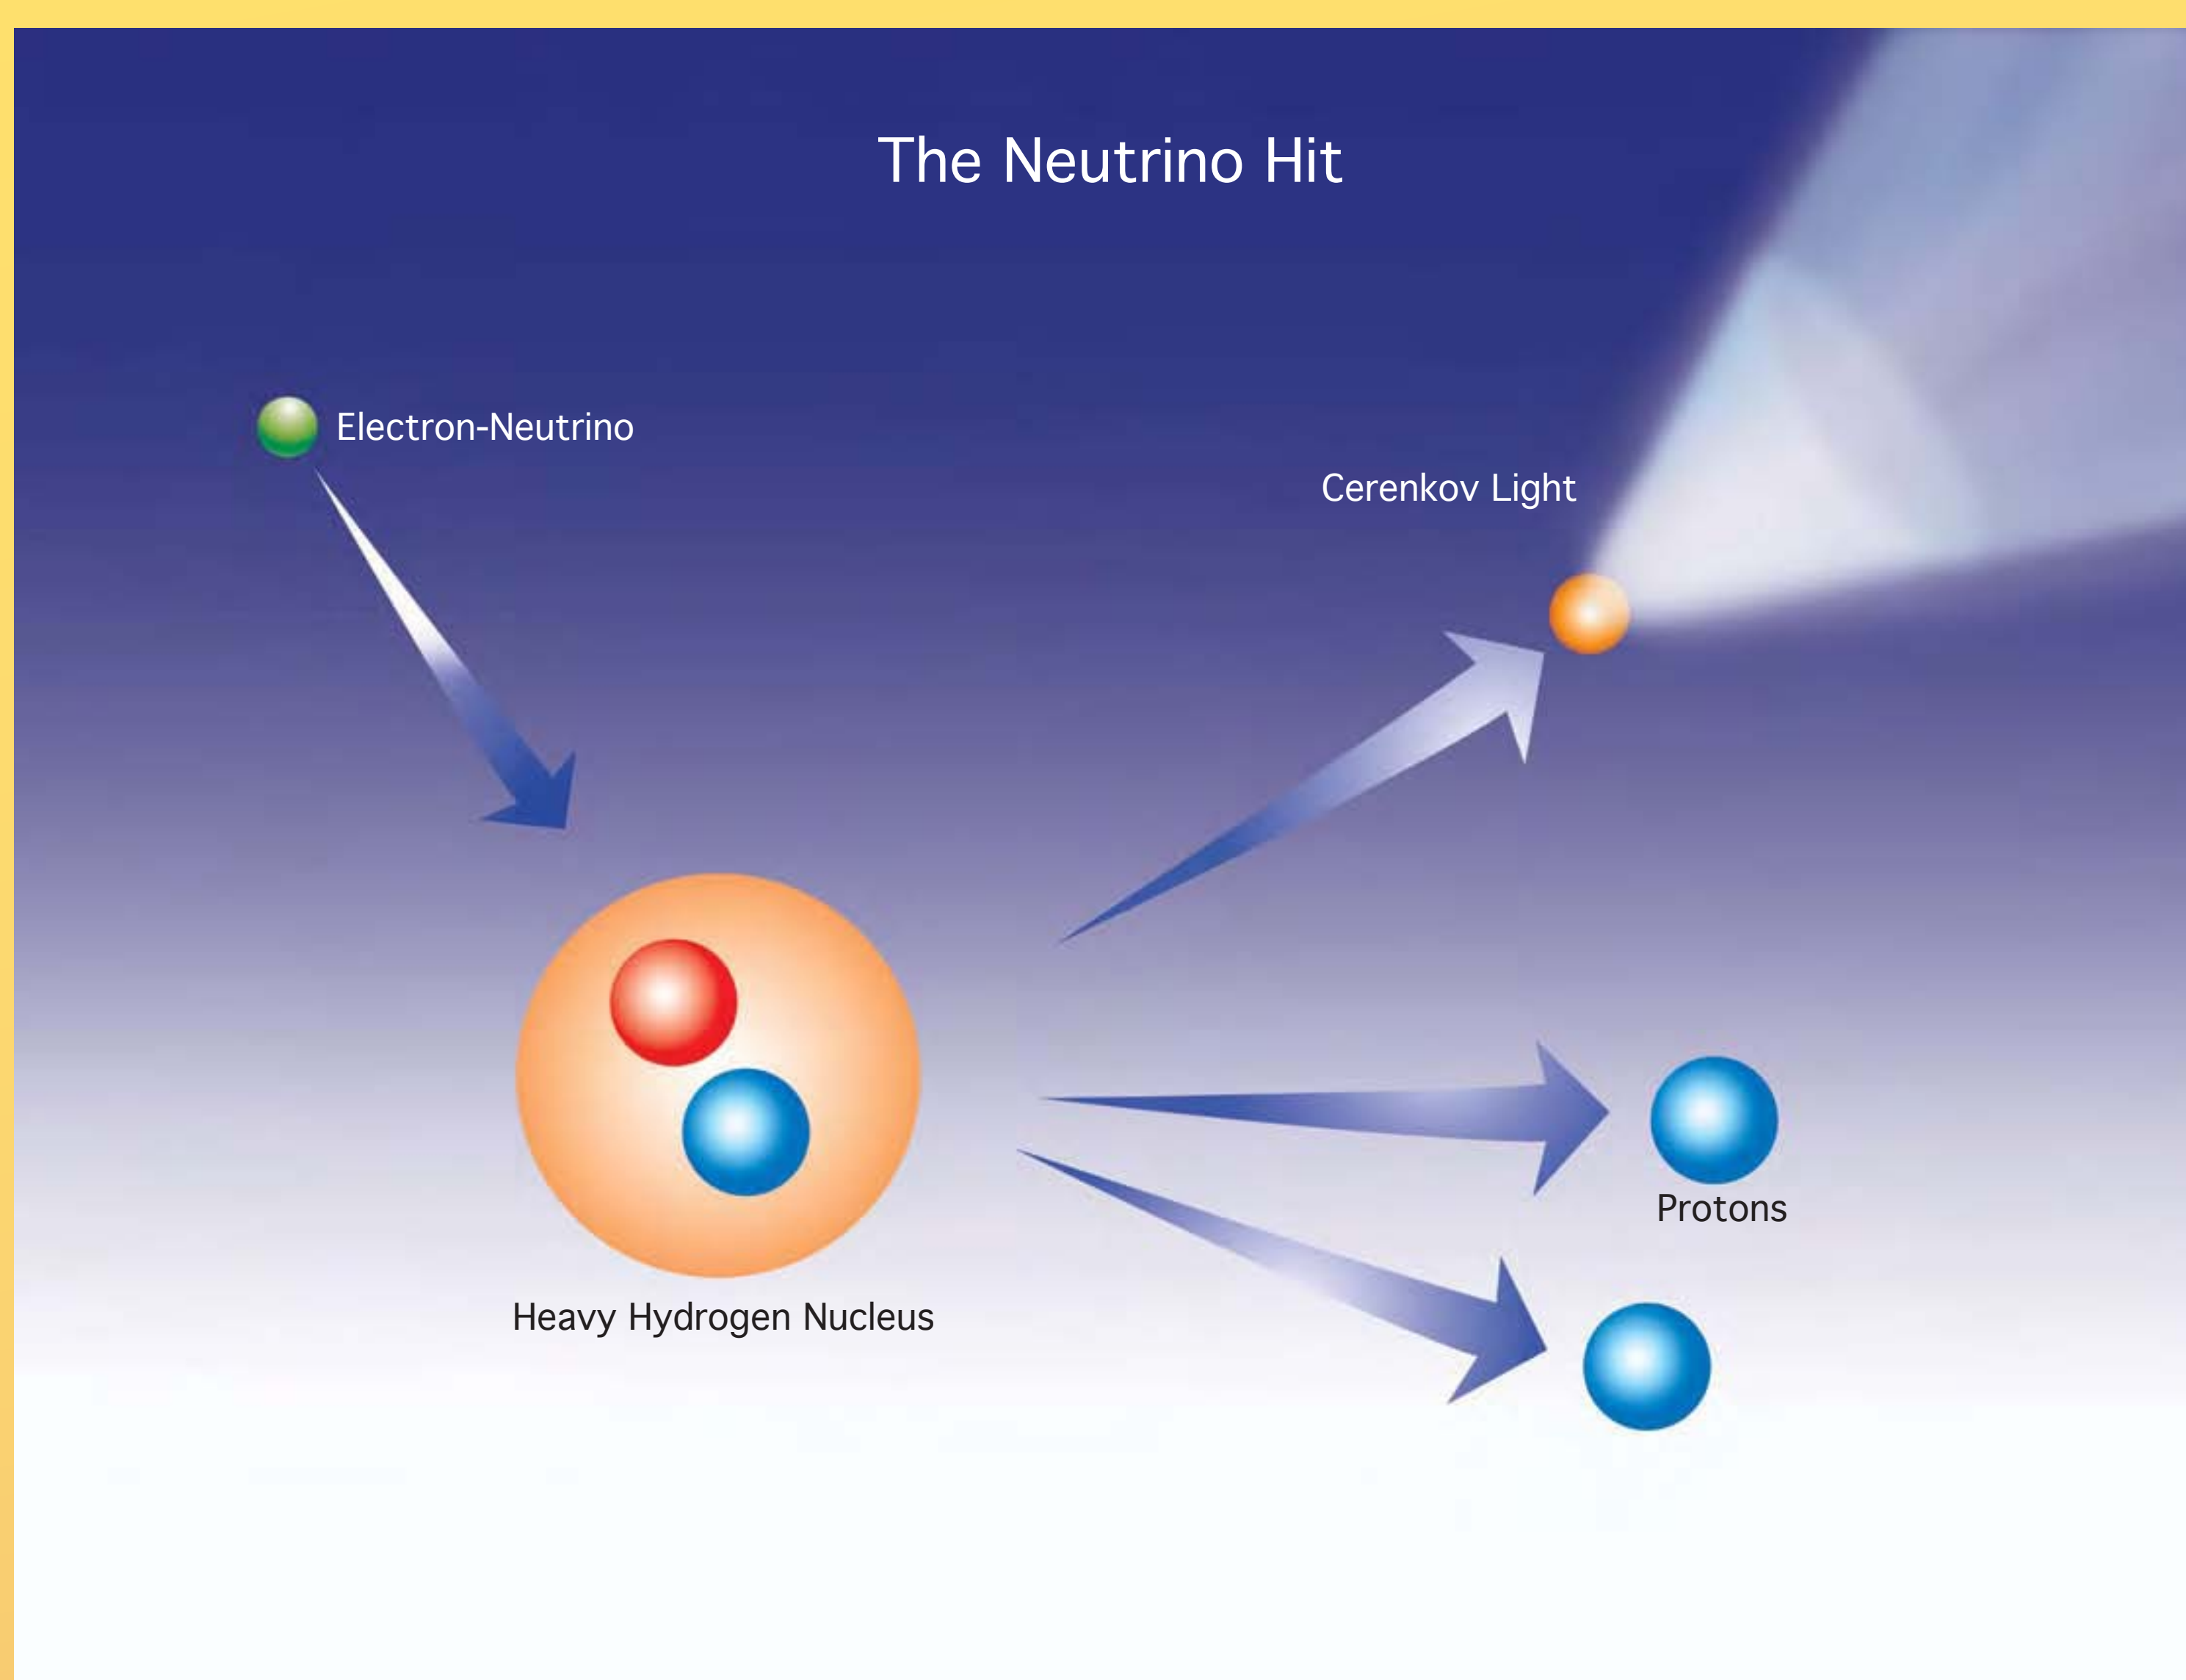 The Neutrino Hit
Electron-Neutrino
Cerenkov Light
Protons
Heavy Hydrogen Nucleus